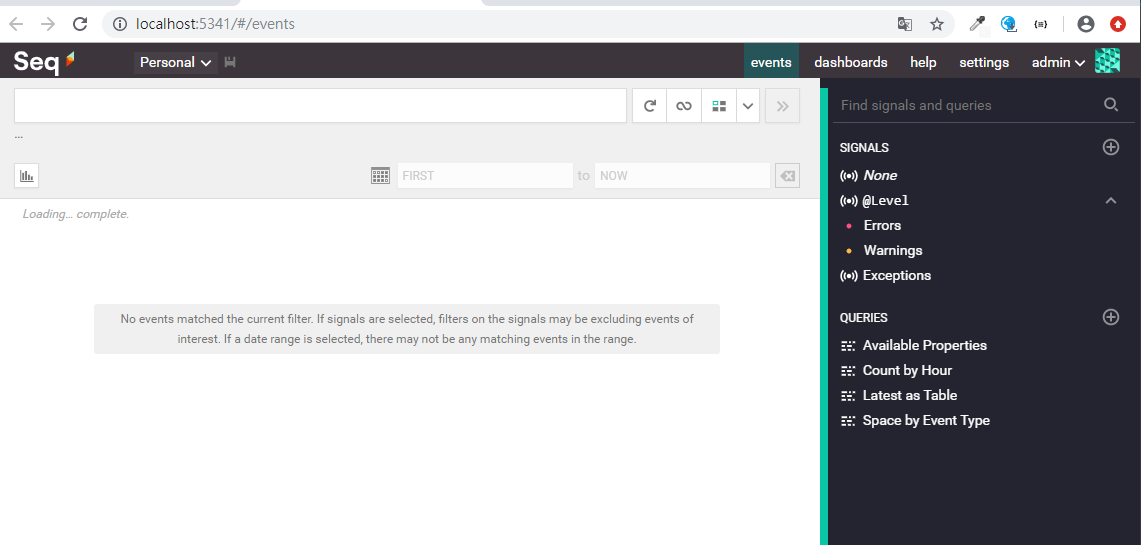 localhost:5341/#/events
Seq
Personal
events dashboards help settings admin
Find signals and queries
...
SIGNALS
FIRST to NOW
None
@Level
Errors
Warnings
Exceptions
Loading... complete.
No events matched the current filter. If signals are selected, filters on the signals may be excluding events of
interest. If a date range is selected, there may not be any matching events in the range.
QUERIES
Available Properties
Count by Hour
Latest as Table
Space by Event Type